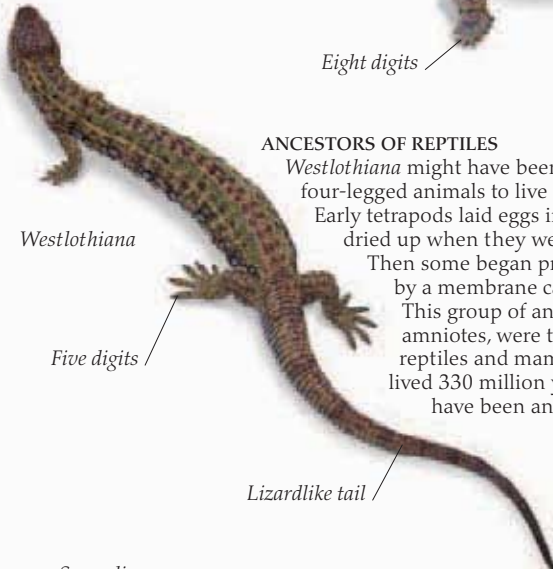 Eight digits
ANCESTORS OF REPTILES
Westlothiana might have been
four-legged animals to live
Early tetrapods laid eggs i
dried up when they we
Then some began pr
by a membrane ca
This group of an
amniotes, were t
reptiles and mam
lived 330 million y
have been an
Westlothiana
Five digits
Lizardlike tail